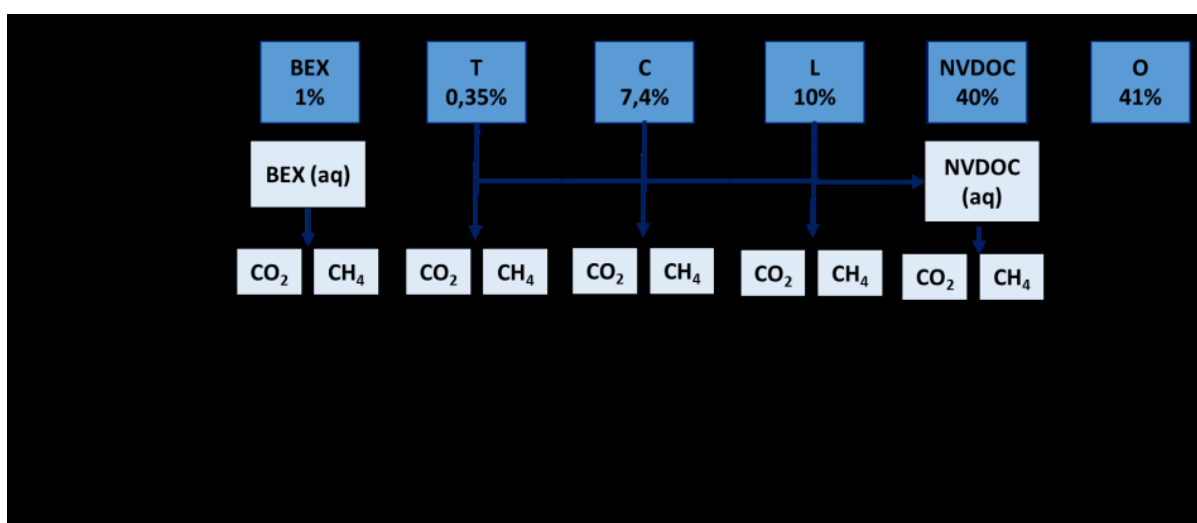 BEX
1%
T
0,35%
C
7,4%
L
10%
NVDOC
40%
O
41%
BEX (aq)
NVDOC
(aq)
CO₂
CH₄
CO₂
CH₄
CO₂
CH₄
CO₂
CH₄
CO₂
CH₄